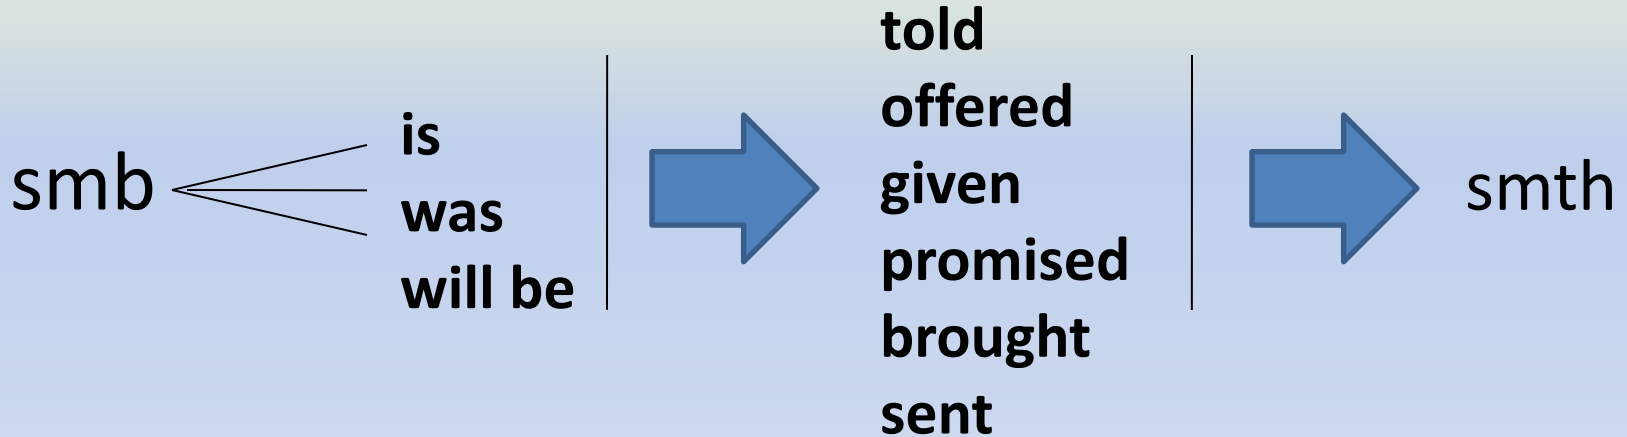 smb
is
was
will be
told
offered
given
promised
brought
sent
smth